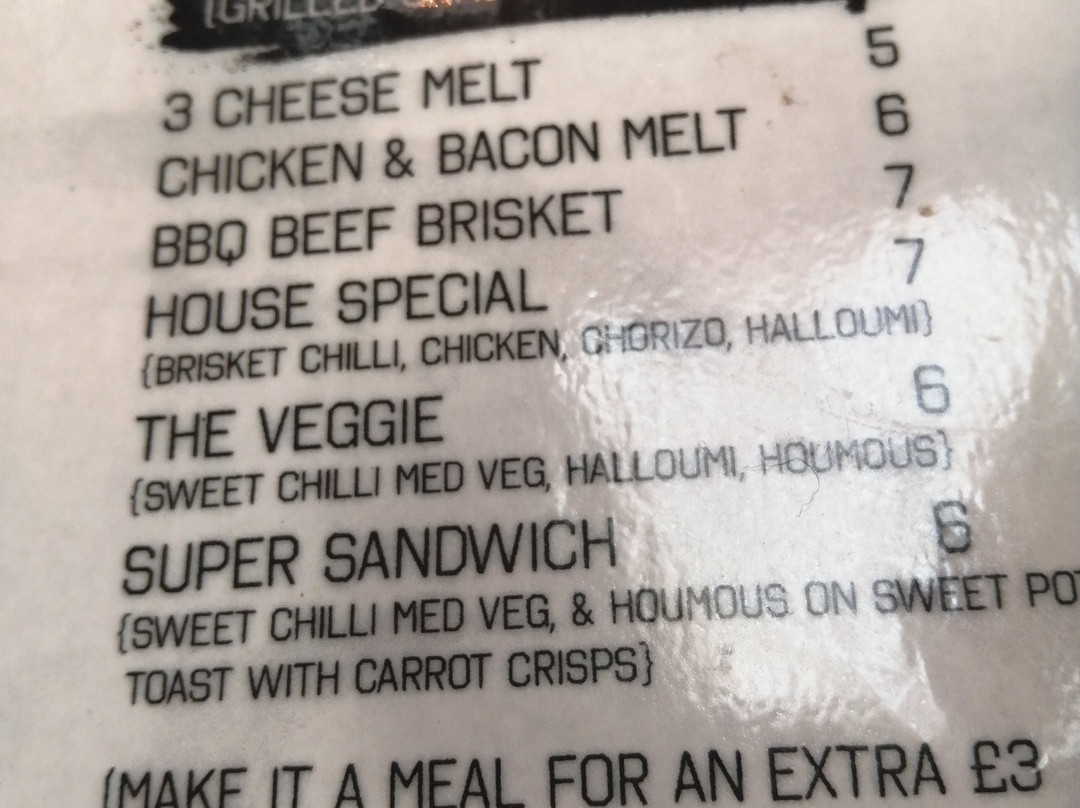 {GRILLED
3 CHEESE MELT 5
CHICKEN & BACON MELT 6
BBQ BEEF BRISKET 7
HOUSE SPECIAL 7
{BRISKET CHILLI, CHICKEN, CHORIZO, HALLOUMI}
THE VEGGIE 6
{SWEET CHILLI MED VEG, HALLOUMI, HOUMOUS}
SUPER SANDWICH 6
{SWEET CHILLI MED VEG, & HOUMOUS ON SWEET POT
TOAST WITH CARROT CRISPS}
{MAKE IT A MEAL FOR AN EXTRA £3